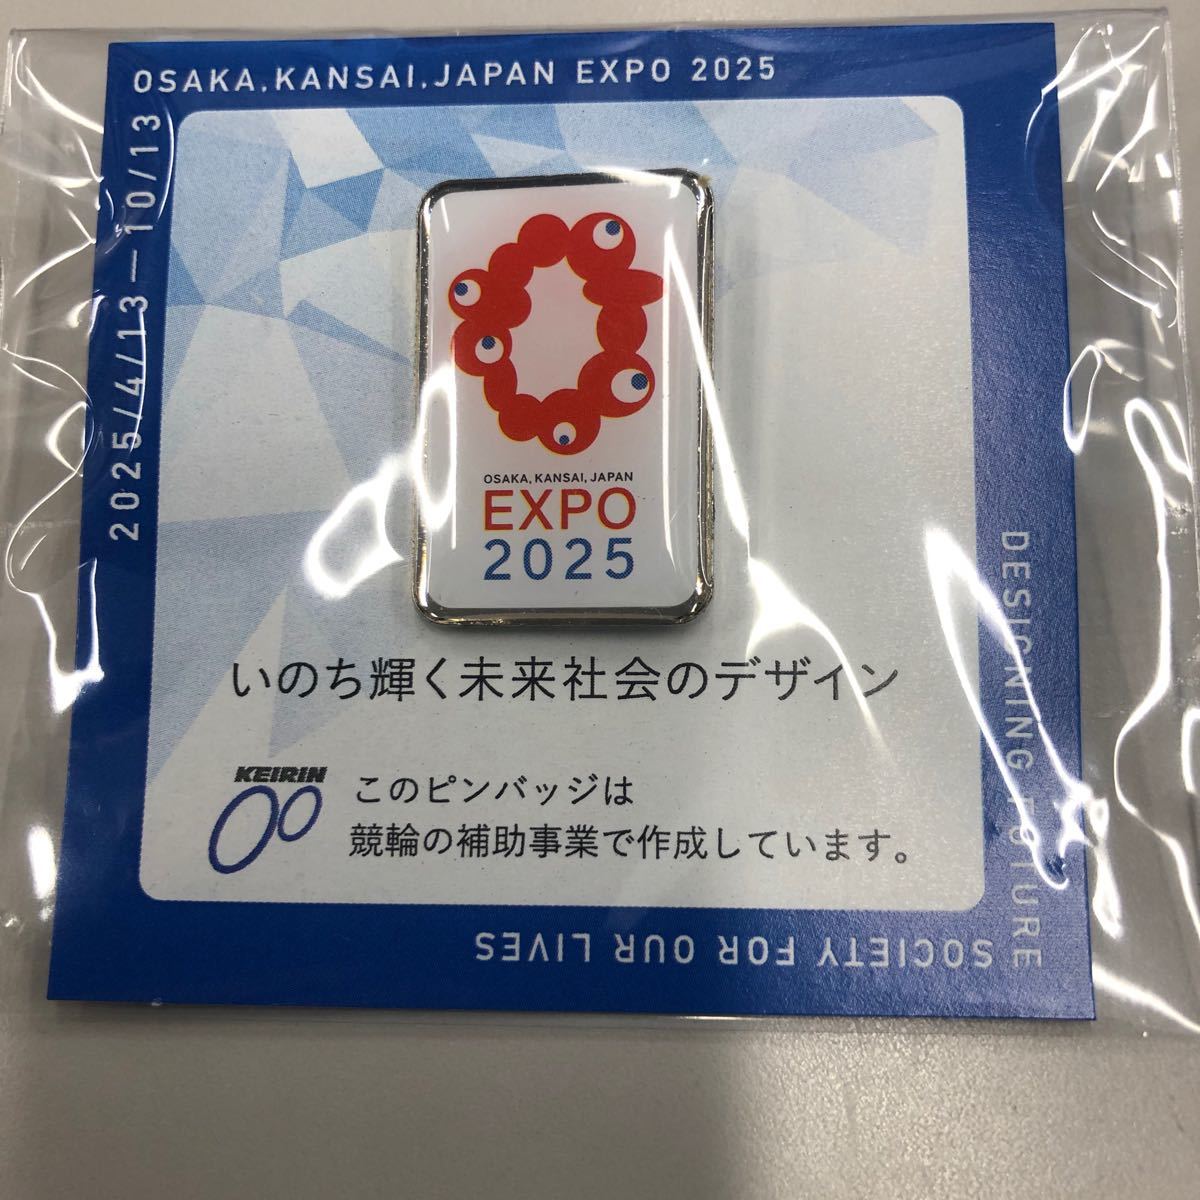 OSAKA,KANSAI,JAPAN EXPO 2025
2025/4/13—10/13
OSAKA, KANSAI, JAPAN
EXPO
2025
いのち輝く未来社会のデザイン
KEIRIN
このピンバッジは
競輪の補助事業で作成しています。
DESIGNING FUTURE
SOCIETY FOR OUR LIVES